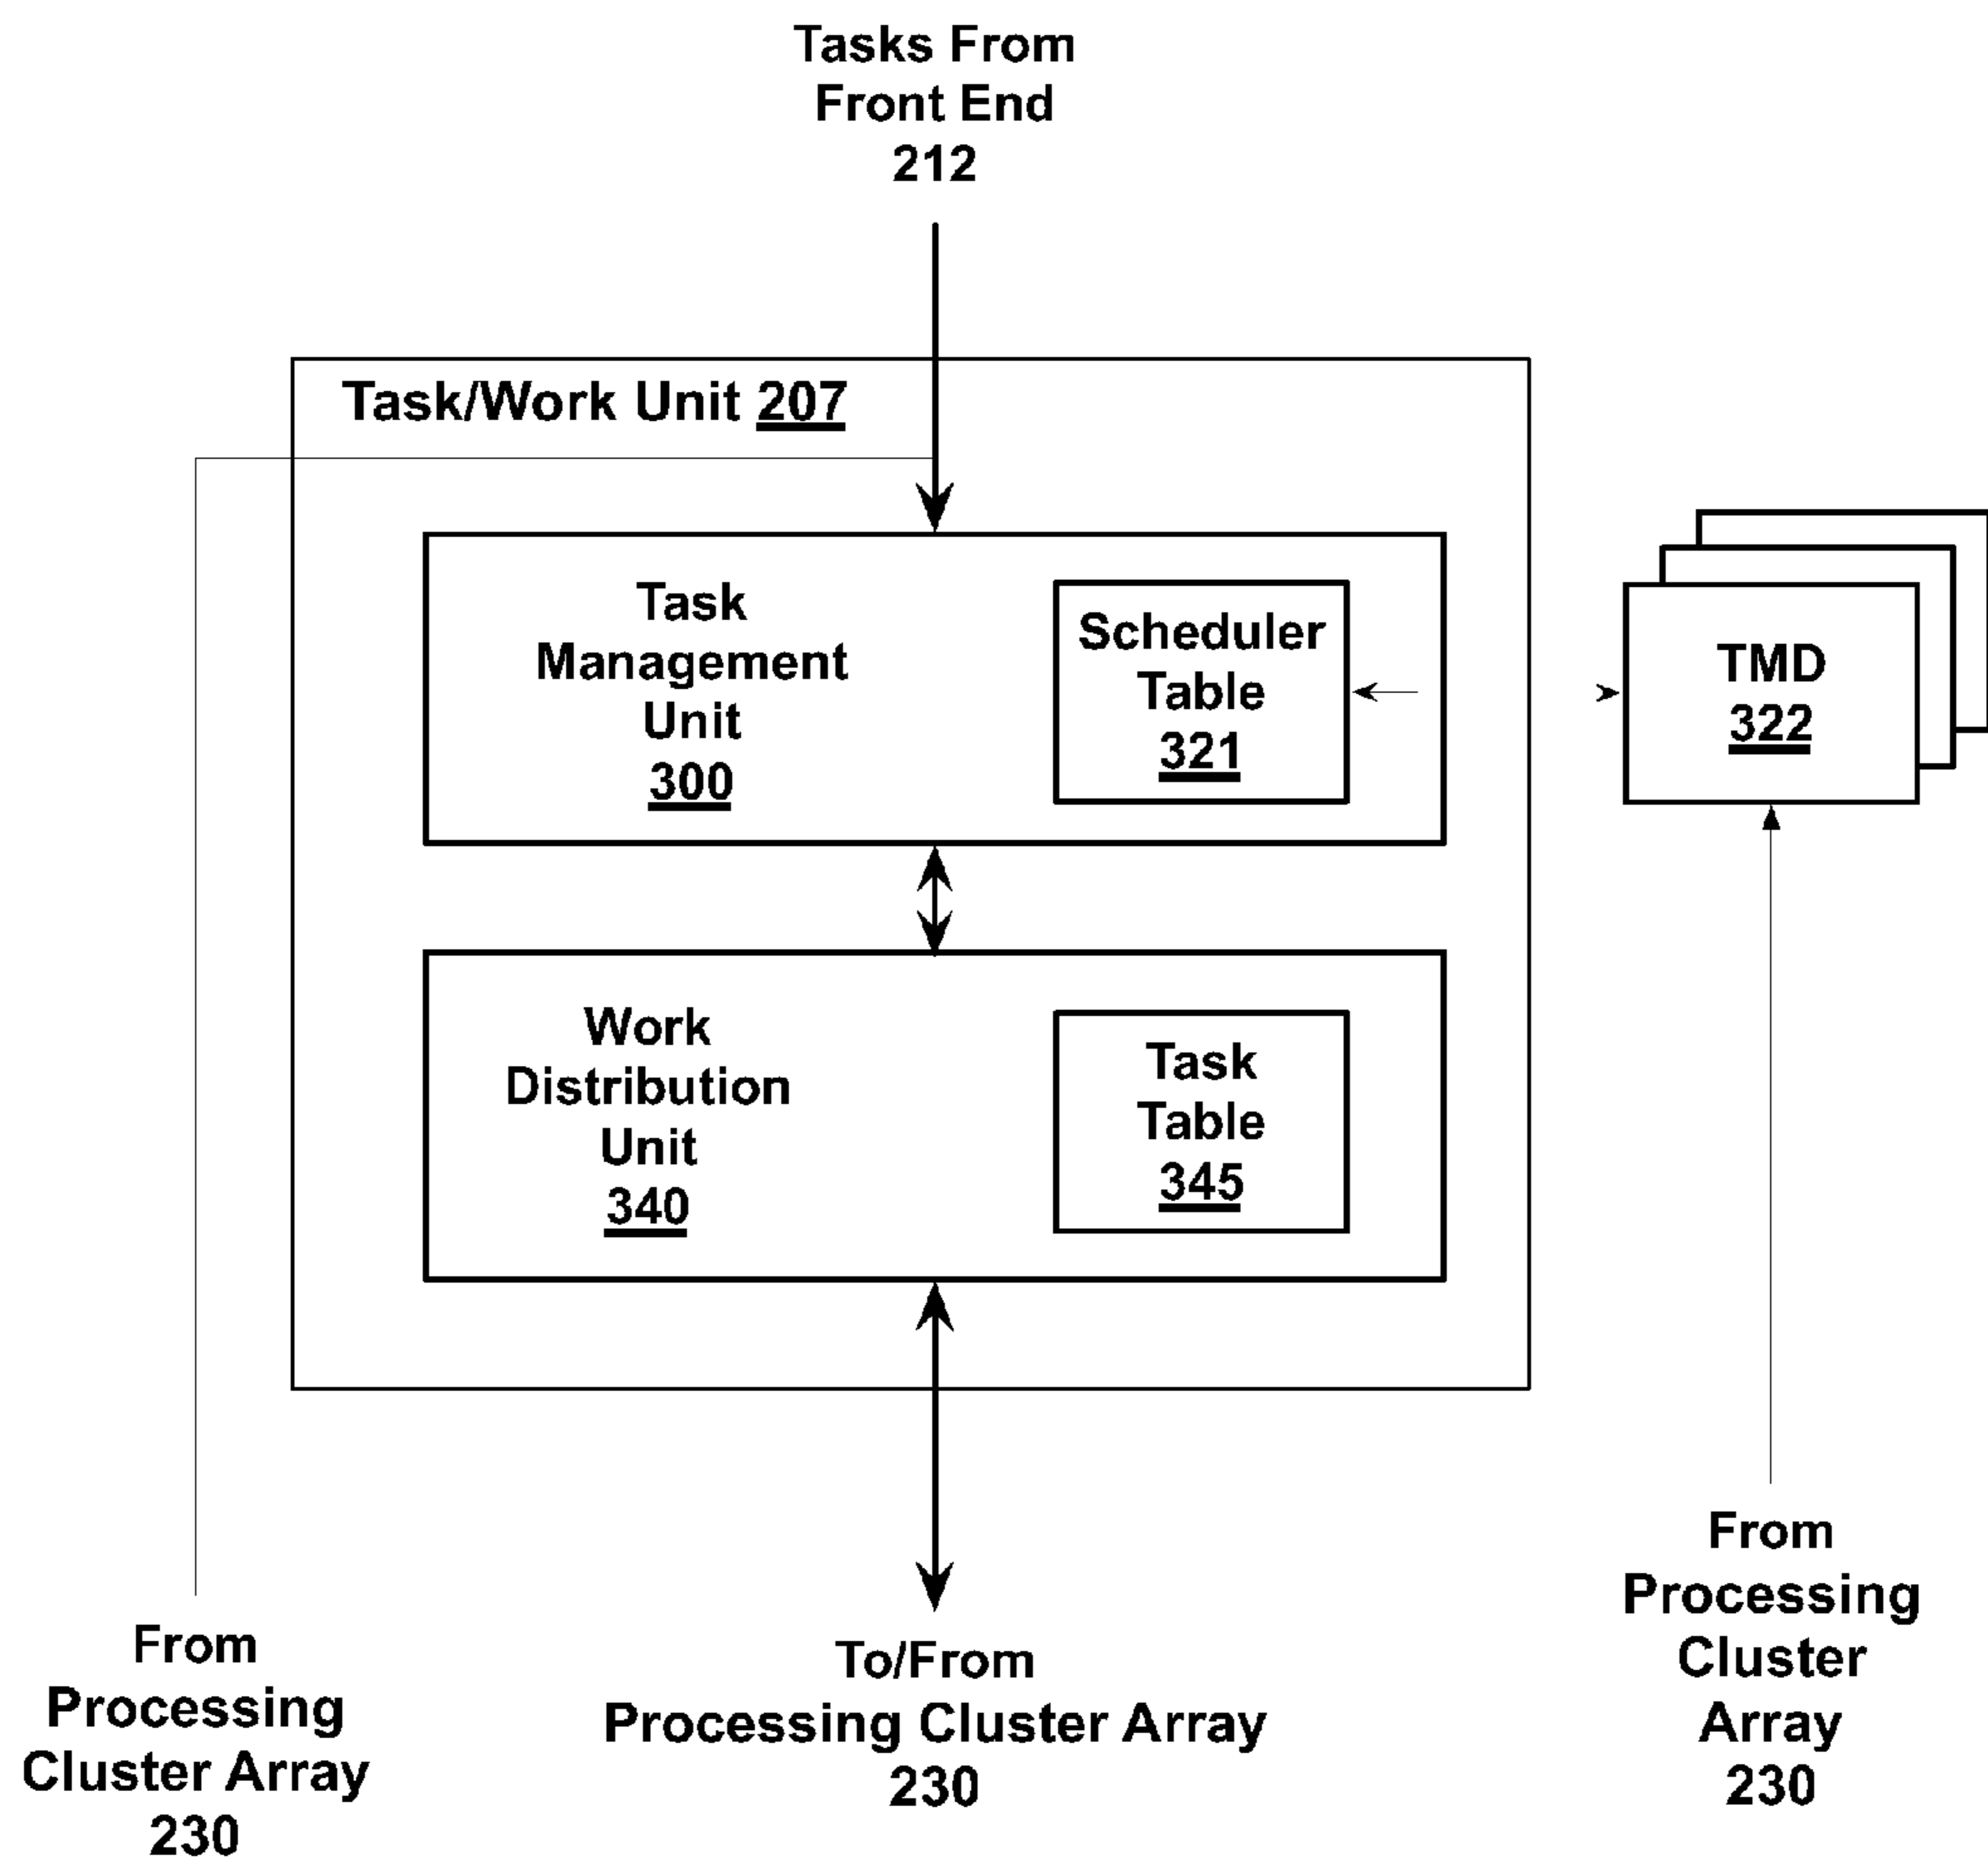 Tasks From
Front End
212
Task/Work Unit 207
Task
Management
Unit
300
Scheduler
Table
321
TMD
322
Work
Distribution
Unit
340
Task
Table
345
From
Processing
Cluster Array
230
To/From
Processing Cluster Array
230
From
Processing
Cluster
Array
230